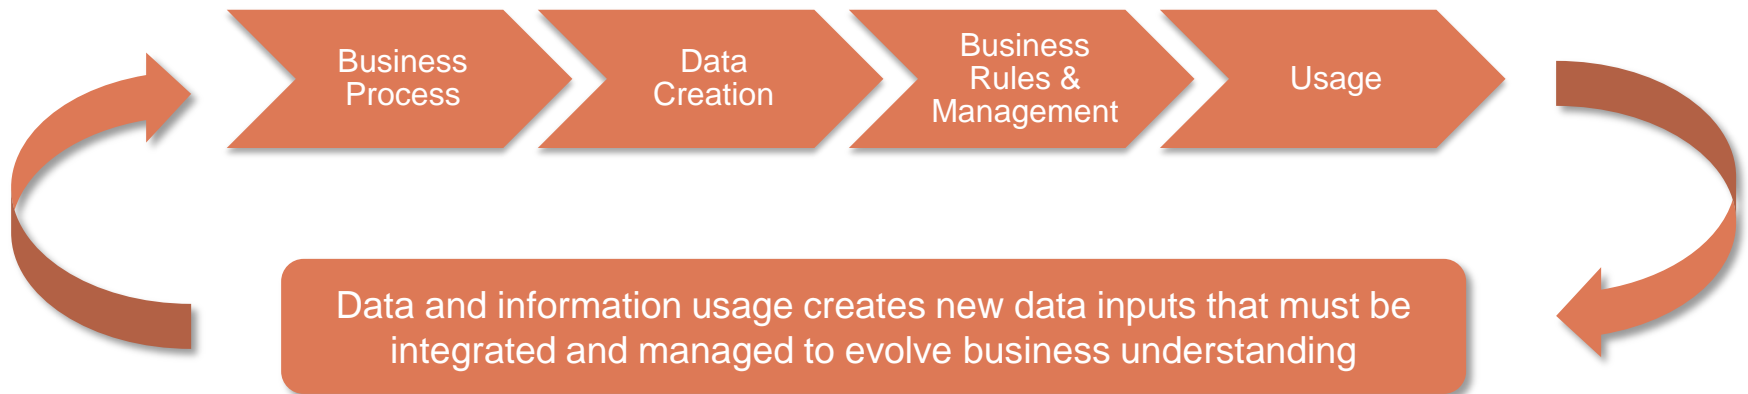 Business
Process
Data
Creation
Business
Rules &
Management
Usage
Data and information usage creates new data inputs that must be
integrated and managed to evolve business understanding